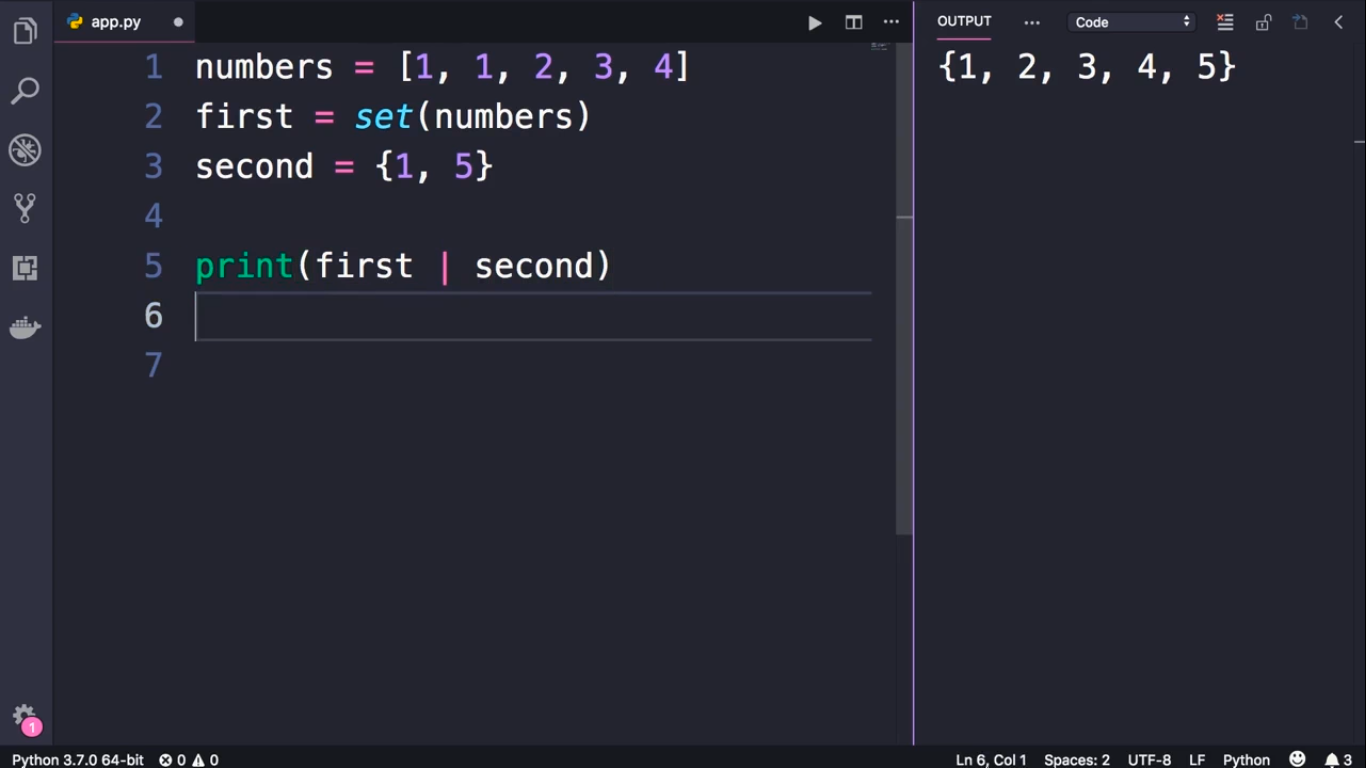 app.py
OUTPUT
Code
1 numbers = [1, 1, 2, 3, 4]
2 first = set(numbers)
3 second = {1, 5}
4
5 print(first | second)
6
7
{1, 2, 3, 4, 5}
1
Python 3.7.0 64-bit 0 0 Ln 6, Col 1 Spaces: 2 UTF-8 LF Python 3